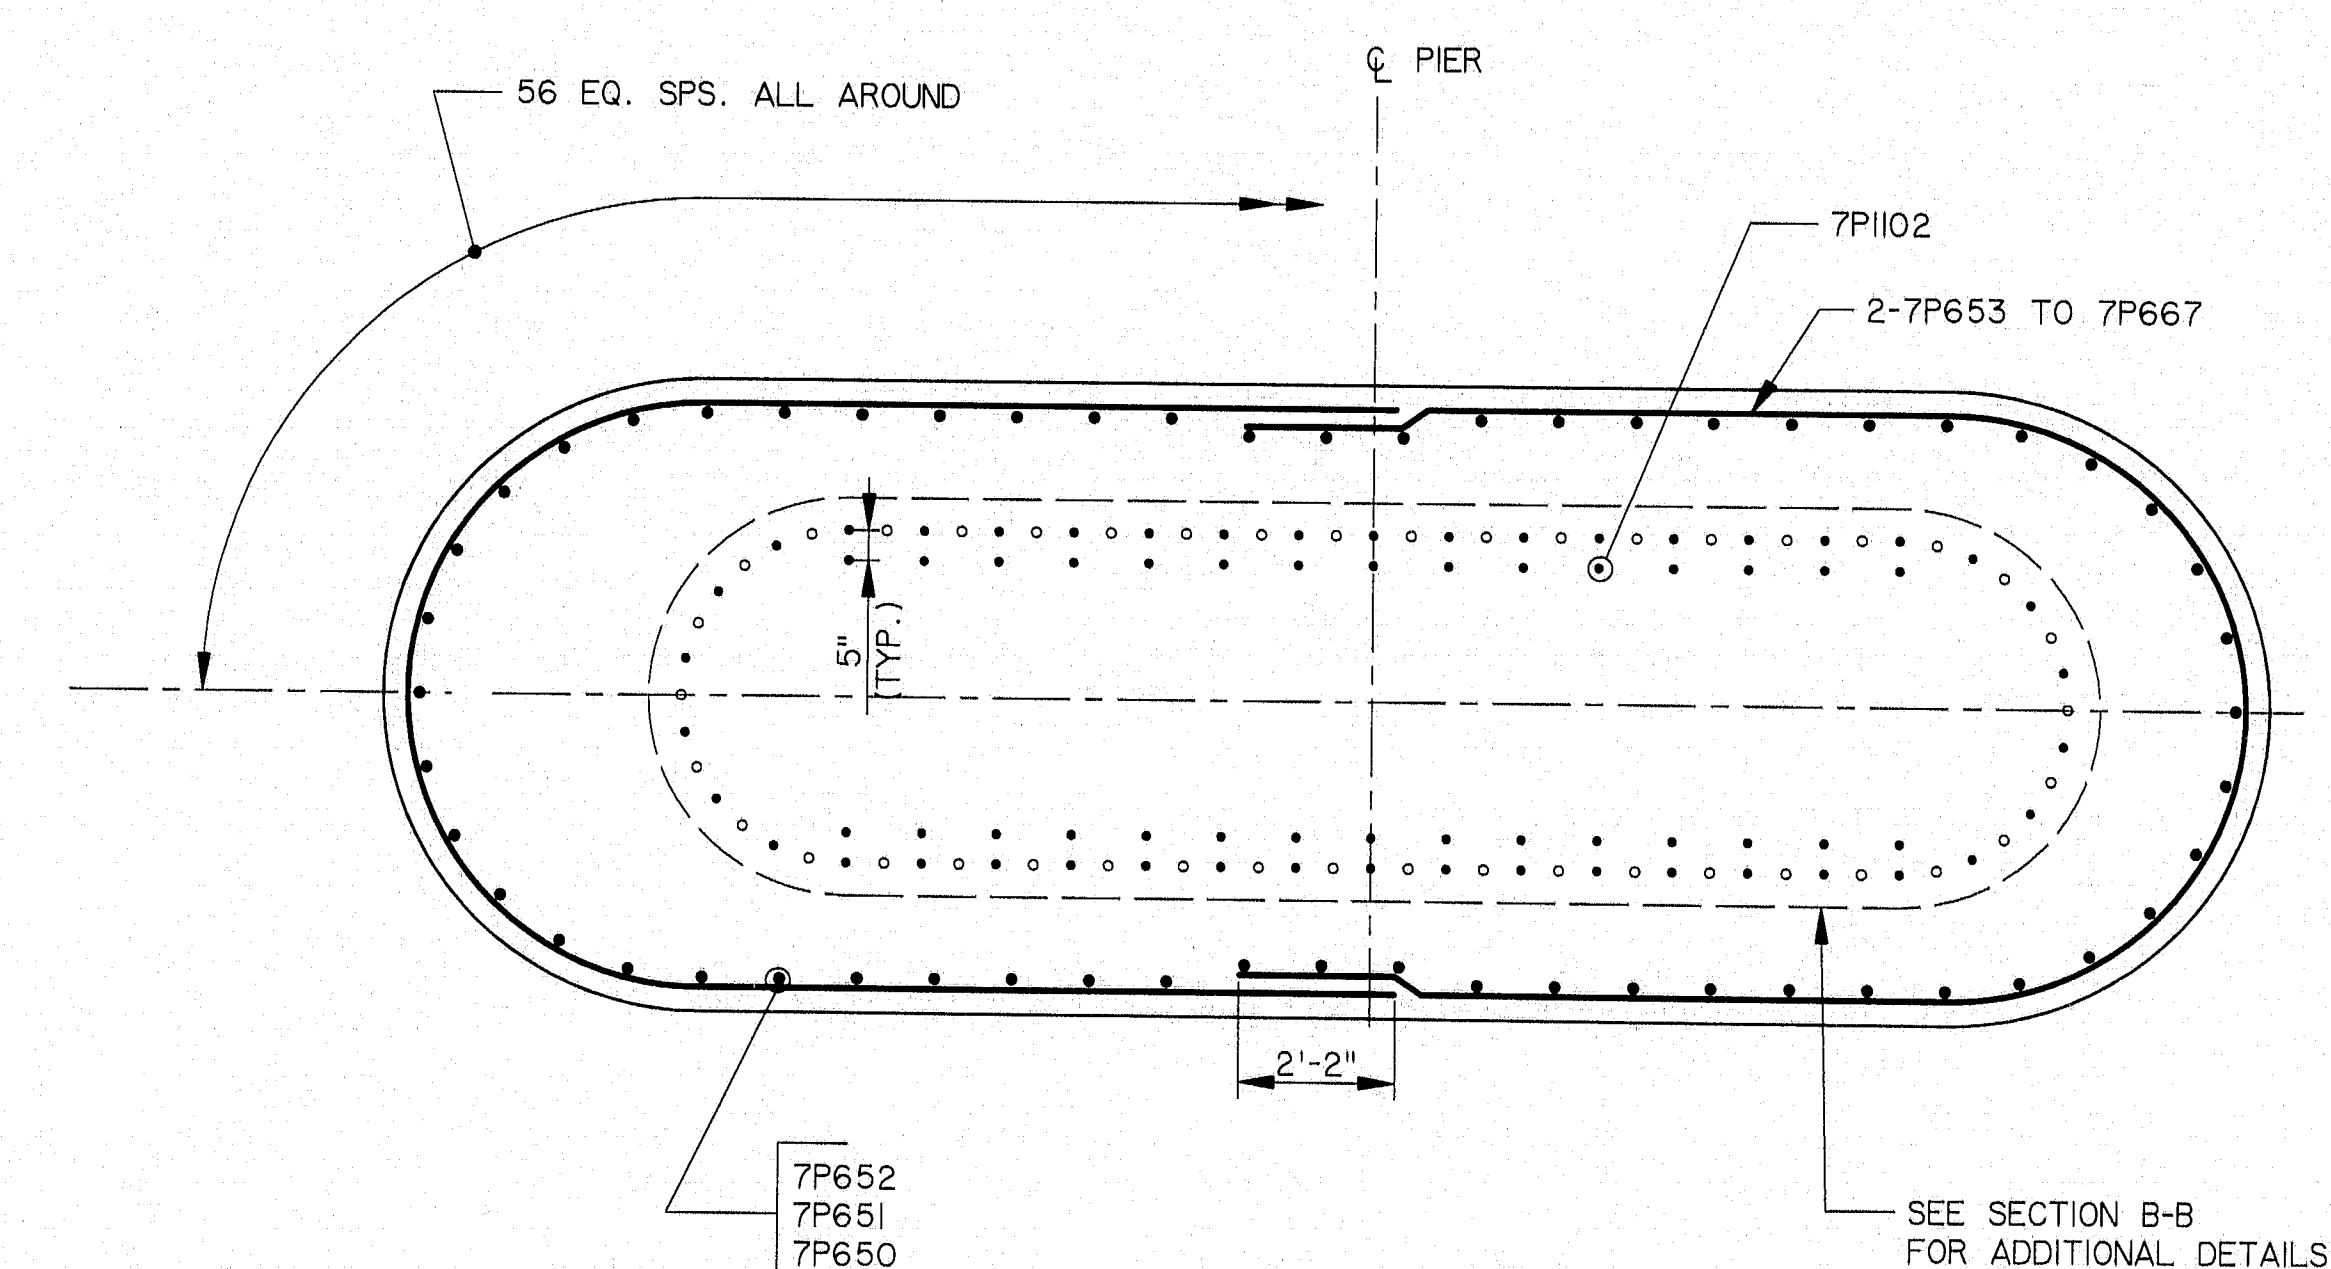 ℄ PIER
56 EQ. SPS. ALL AROUND
7P1102
2-7P653 TO 7P667
5"
(TYP.)
2'-2"
7P652
7P651
7P650
SEE SECTION B-B
FOR ADDITIONAL DETAILS